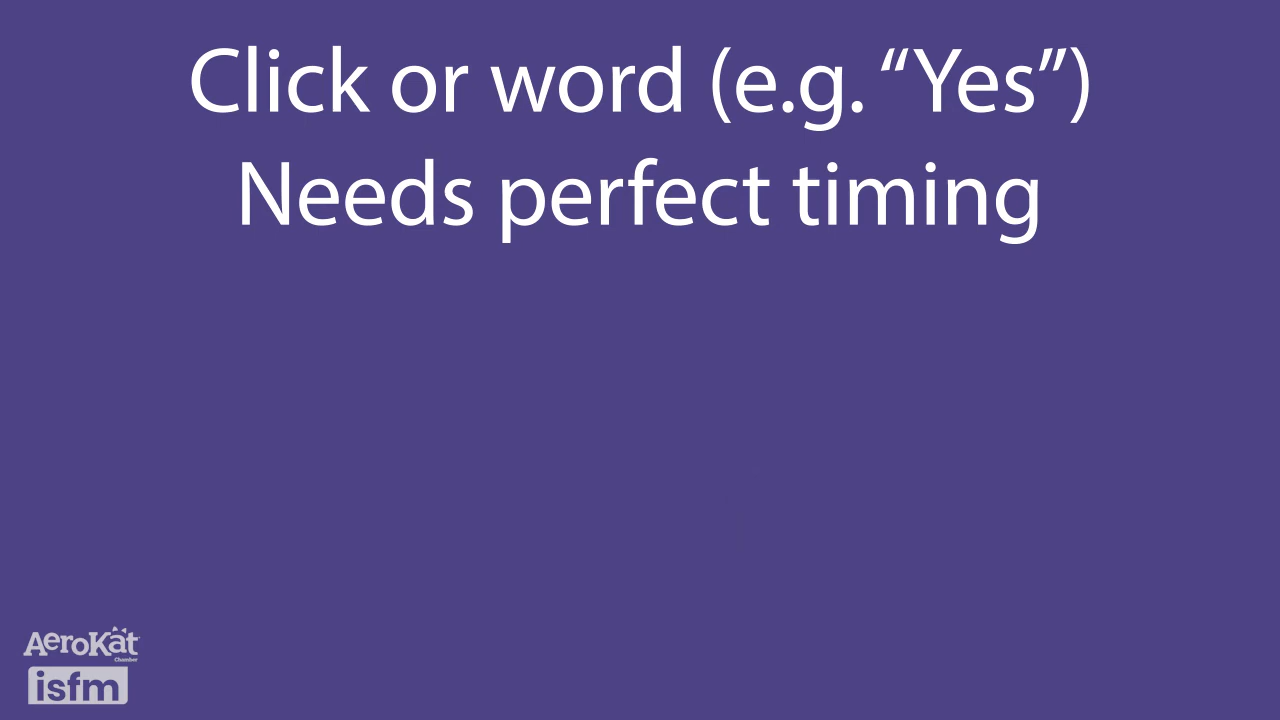 Click or word (e.g. “Yes”)
Needs perfect timing
AeroKat
Chamber
isfm